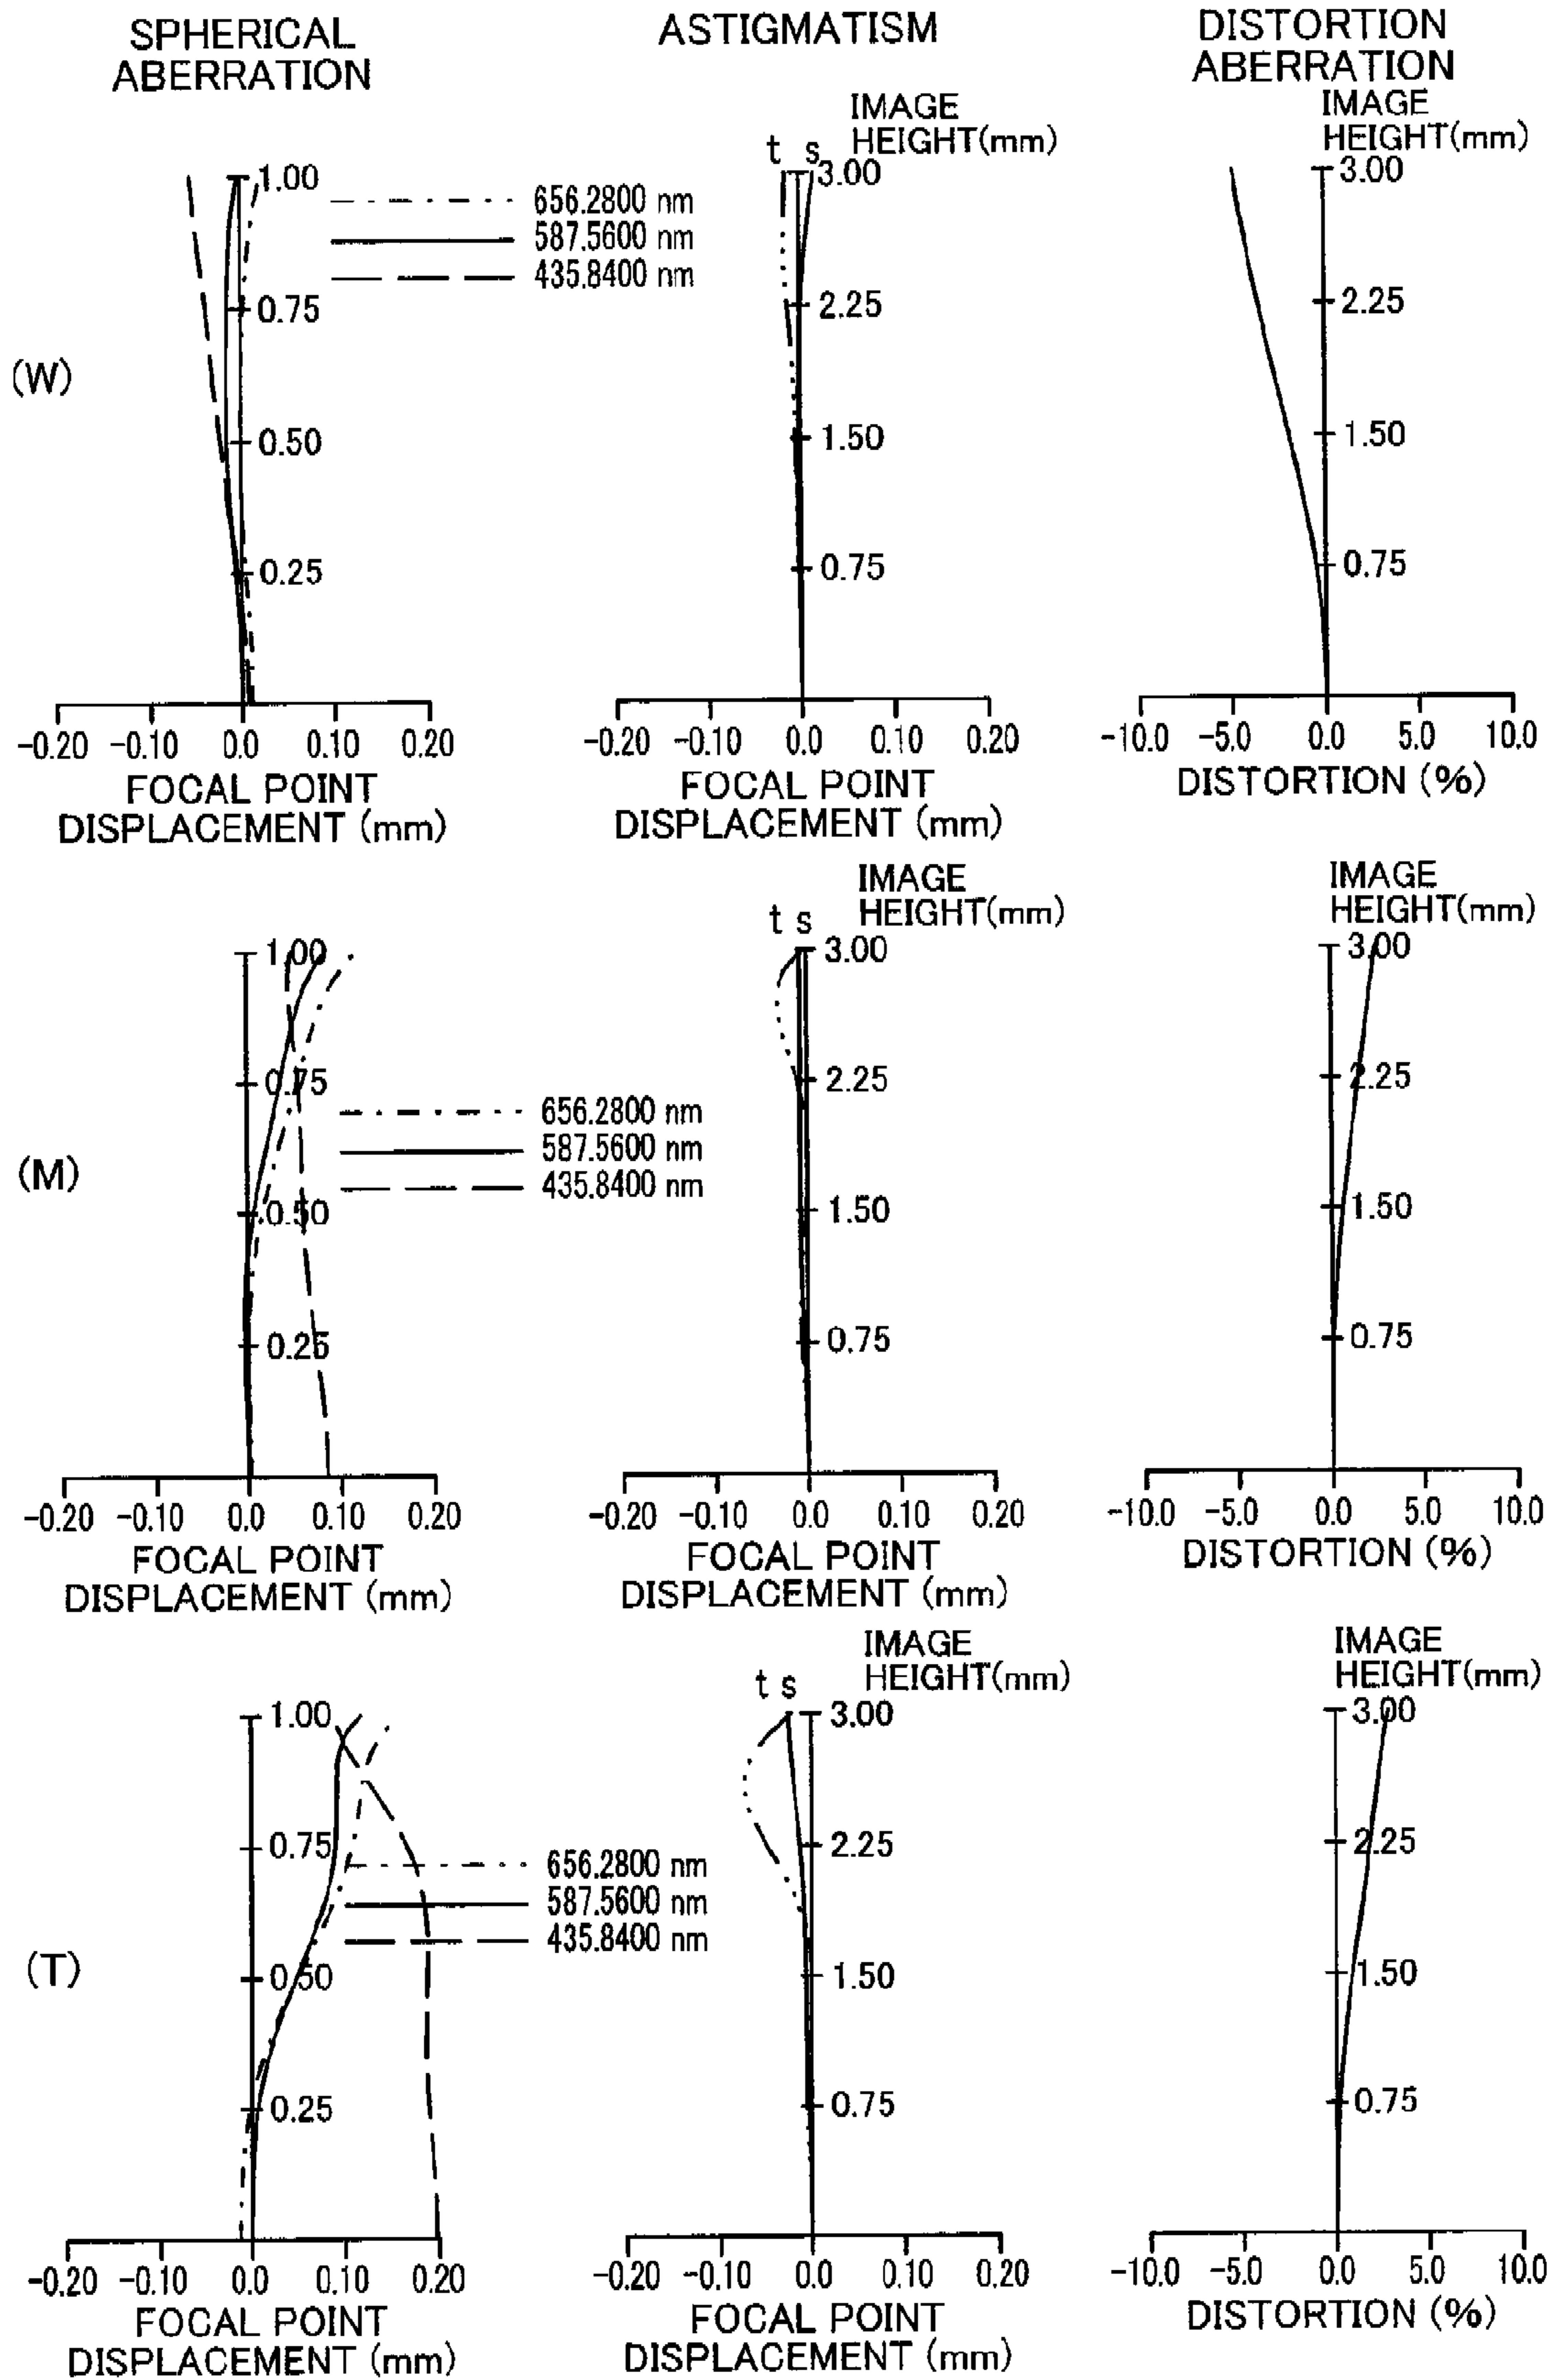 SPHERICAL
ABERRATION
ASTIGMATISM
DISTORTION
ABERRATION
(W)
1.00
0.75
0.50
0.25
656.2800 nm
587.5600 nm
435.8400 nm
-0.20 -0.10 0.0 0.10 0.20
FOCAL POINT
DISPLACEMENT (mm)
t s
IMAGE
HEIGHT(mm)
3.00
2.25
1.50
0.75
-0.20 -0.10 0.0 0.10 0.20
FOCAL POINT
DISPLACEMENT (mm)
IMAGE
HEIGHT(mm)
3.00
2.25
1.50
0.75
-10.0 -5.0 0.0 5.0 10.0
DISTORTION (%)
(M)
1.00
0.75
0.50
0.25
656.2800 nm
587.5600 nm
435.8400 nm
-0.20 -0.10 0.0 0.10 0.20
FOCAL POINT
DISPLACEMENT (mm)
t s
IMAGE
HEIGHT(mm)
3.00
2.25
1.50
0.75
-0.20 -0.10 0.0 0.10 0.20
FOCAL POINT
DISPLACEMENT (mm)
IMAGE
HEIGHT(mm)
3.00
2.25
1.50
0.75
-10.0 -5.0 0.0 5.0 10.0
DISTORTION (%)
(T)
1.00
0.75
0.50
0.25
656.2800 nm
587.5600 nm
435.8400 nm
-0.20 -0.10 0.0 0.10 0.20
FOCAL POINT
DISPLACEMENT (mm)
t s
IMAGE
HEIGHT(mm)
3.00
2.25
1.50
0.75
-0.20 -0.10 0.0 0.10 0.20
FOCAL POINT
DISPLACEMENT (mm)
IMAGE
HEIGHT(mm)
3.00
2.25
1.50
0.75
-10.0 -5.0 0.0 5.0 10.0
DISTORTION (%)